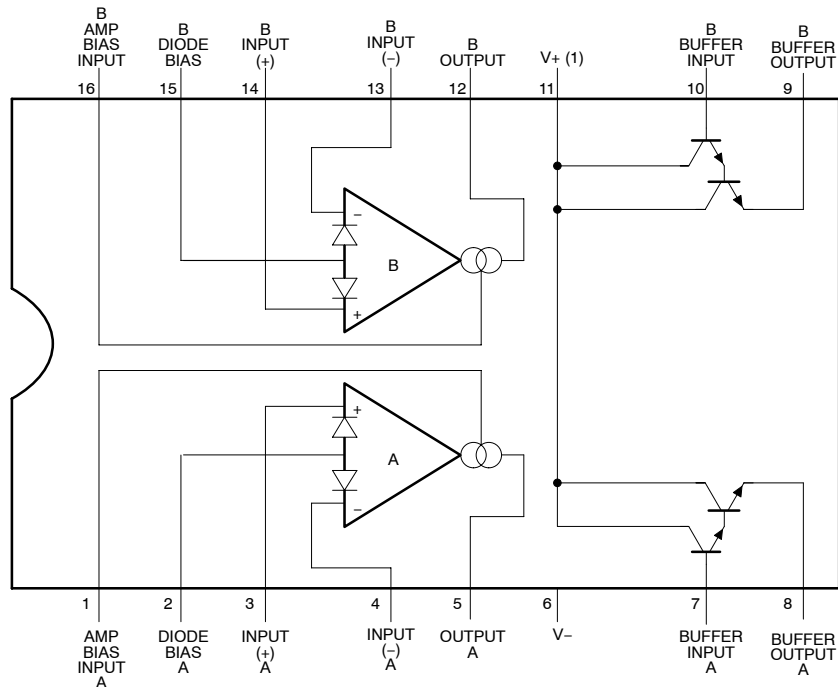 B
AMP
BIAS
INPUT
B
DIODE
BIAS
B
INPUT
(+)
B
INPUT
(–)
B
OUTPUT
V+ (1)
B
BUFFER
INPUT
B
BUFFER
OUTPUT
16
15
14
13
12
11
10
9
–
B
+
+
A
–
1
2
3
4
5
6
7
8
AMP
BIAS
INPUT
A
DIODE
BIAS
A
INPUT
(+)
A
INPUT
(–)
A
OUTPUT
A
V–
BUFFER
INPUT
A
BUFFER
OUTPUT
A